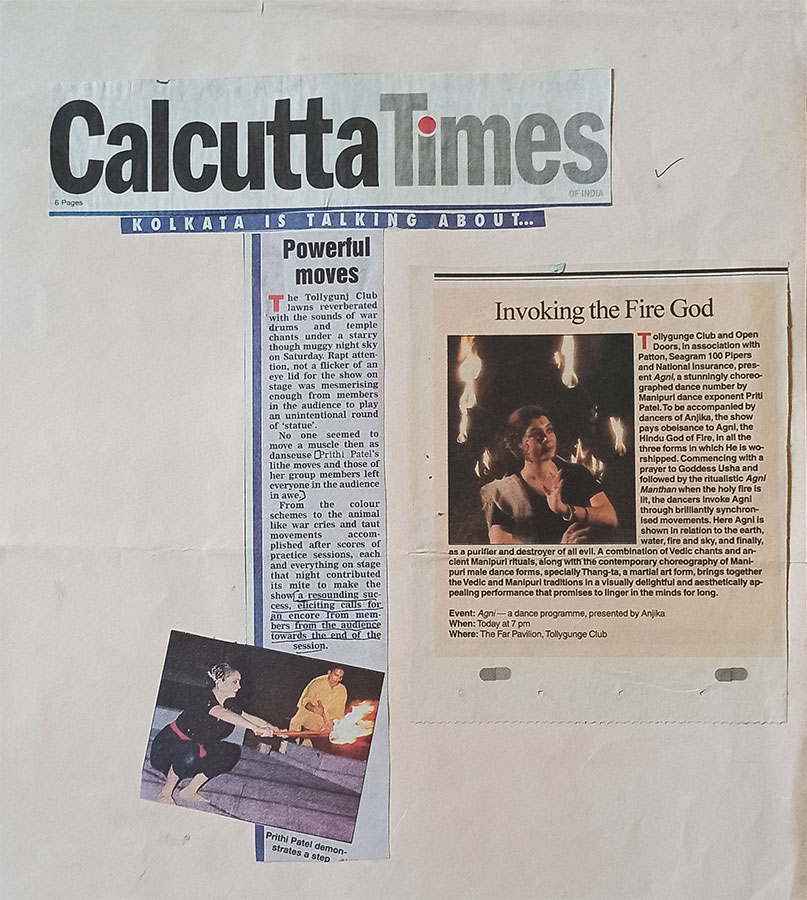 Calcutta Times
6 Pages
OF INDIA
KOLKATA IS TALKING ABOUT...
Powerful
moves
The Tollygunj Club
lawns reverberated
with the sounds of war
drums and temple
chants under a starry
though muggy night sky
on Saturday. Rapt atten-
tion, not a flicker of an
eye lid for the show on
stage was mesmerising
enough from members
in the audience to play
an unintentional round
of ‘statue’.
No one seemed to
move a muscle then as
danseuse Prithi Patel's
lithe moves and those of
her group members left
everyone in the audience
in awe.
From the colour
schemes to the animal
like war cries and taut
movements accom-
plished after scores of
practice sessions, each
and everything on stage
that night contributed
its mite to make the
show a resounding suc-
cess, eliciting calls for
an encore from mem-
bers from the audience
towards the end of the
session.
Prithi Patel demon-
strates a step
Invoking the Fire God
Tollygunge Club and Open
Doors, in association with
Patton, Seagram 100 Pipers
and National Insurance, pres-
ent Agni, a stunningly choreo-
graphed dance number by
Manipuri dance exponent Priti
Patel. To be accompanied by
dancers of Anjika, the show
pays obeisance to Agni, the
Hindu God of Fire, in all the
three forms in which He is wo-
rshipped. Commencing with a
prayer to Goddess Usha and
followed by the ritualistic Agni
Manthan when the holy fire is
lit, the dancers invoke Agni
through brilliantly synchron-
ised movements. Here Agni is
shown in relation to the earth,
water, fire and sky, and finally,
as a purifier and destroyer of all evil. A combination of Vedic chants and an-
cient Manipuri rituals, along with the contemporary choreography of Mani-
puri male dance forms, specially Thang-ta, a martial art form, brings together
the Vedic and Manipuri traditions in a visually delightful and aesthetically ap-
pealing performance that promises to linger in the minds for long.
Event: Agni — a dance programme, presented by Anjika
When: Today at 7 pm
Where: The Far Pavilion, Tollygunge Club